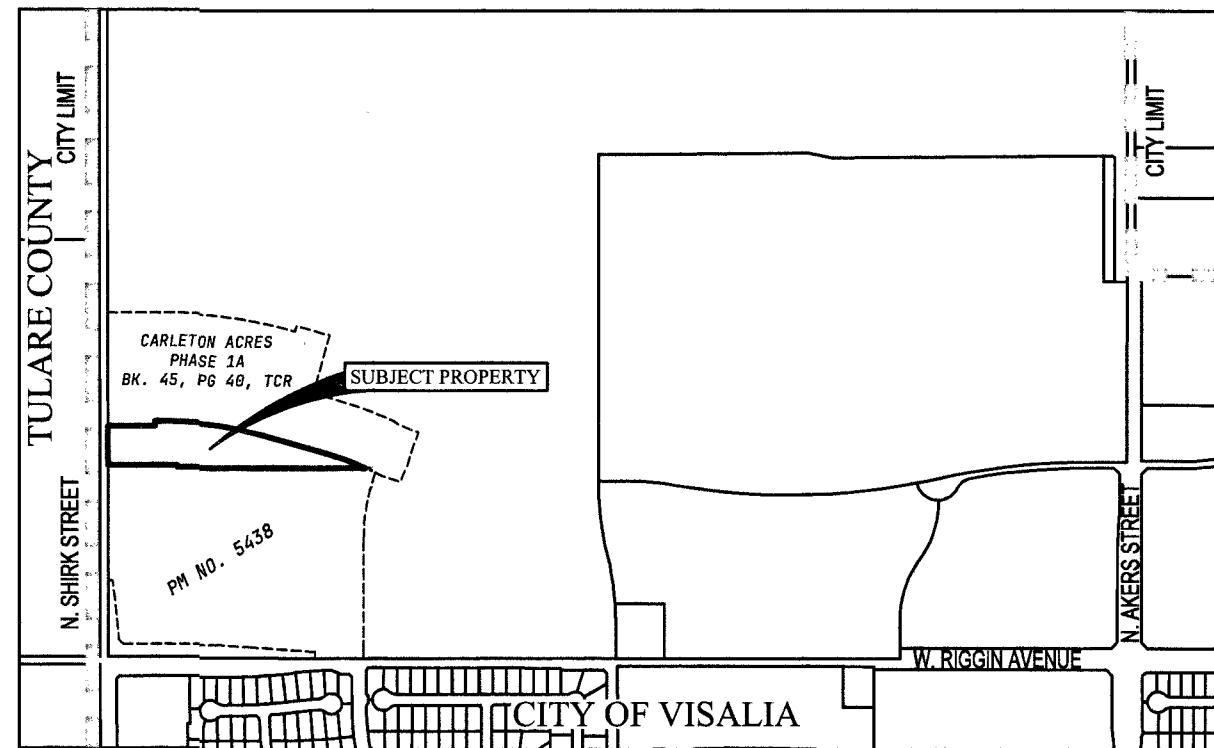 CITY LIMIT
TULARE COUNTY
CITY LIMIT
CARLETON ACRES
PHASE 1A
BK. 45, PG 40, TCR
SUBJECT PROPERTY
N. SHIRK STREET
PM NO. 5438
N. AKERS STREET
W. RIGGIN AVENUE
CITY OF VISALIA